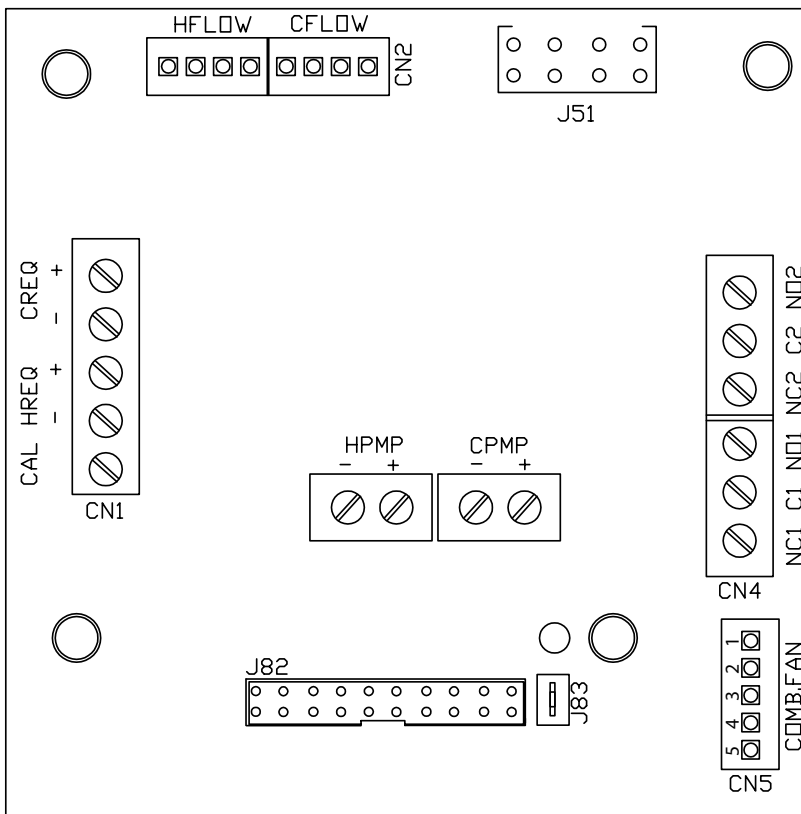 HFLOW CFLOW
CN2
J51
CREQ + -
CAL HREQ + -
CN1
NO2
C2
NC2
NO1
C1
NC1
CN4
HPMP
- +
CPMP
- +
J82
J83
1
2
3
4
5
COMB.FAN
CN5